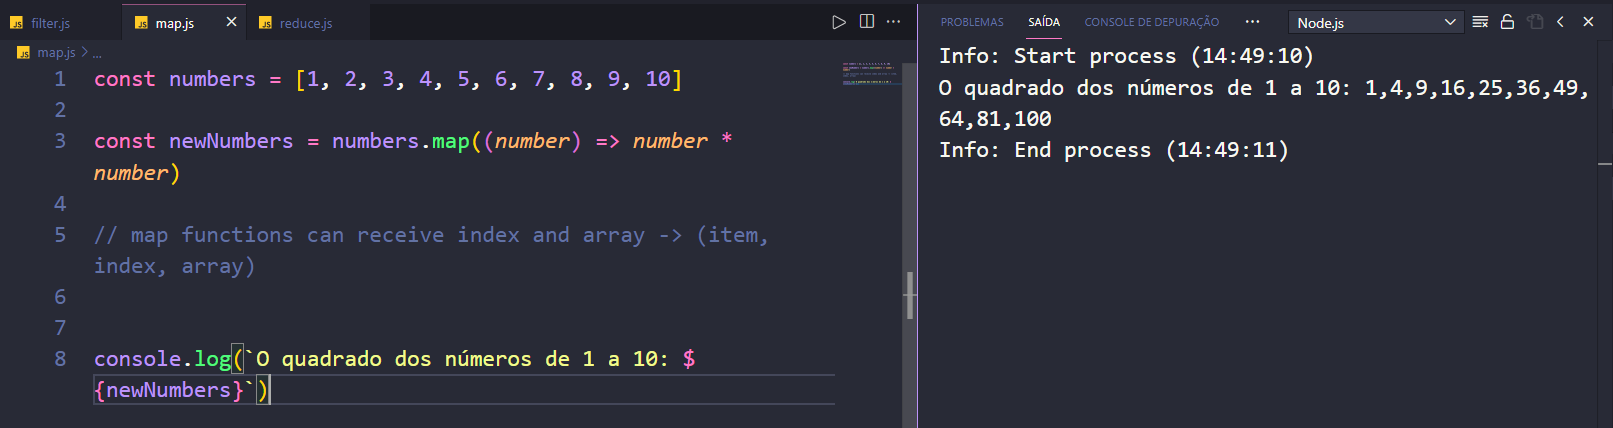 JS filter.js JS map.js JS reduce.js
JS map.js > ...
1 const numbers = [1, 2, 3, 4, 5, 6, 7, 8, 9, 10]
2
3 const newNumbers = numbers.map((number) => number *
number)
4
5 // map functions can receive index and array -> (item,
index, array)
6
7
8 console.log(`O quadrado dos números de 1 a 10: $
{newNumbers}`)
PROBLEMAS SAÍDA CONSOLE DE DEPURAÇÃO ... Node.js
Info: Start process (14:49:10)
O quadrado dos números de 1 a 10: 1,4,9,16,25,36,49,
64,81,100
Info: End process (14:49:11)